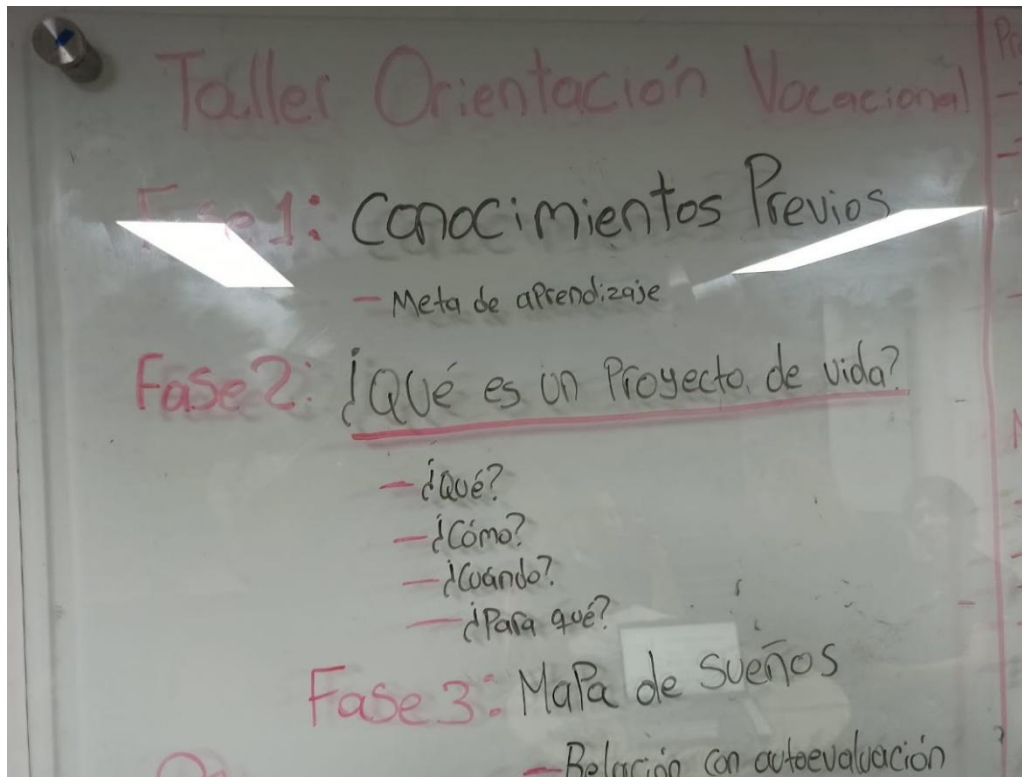 Taller Orientación Vocacional
Fase 1: Conocimientos Previos
- Meta de aprendizaje
Fase 2: ¿Qué es un Proyecto de vida?
- ¿Qué?
- ¿Cómo?
- ¿Cuándo?
- ¿Para qué?
Fase 3: Mapa de sueños
- Relación con autoevaluación